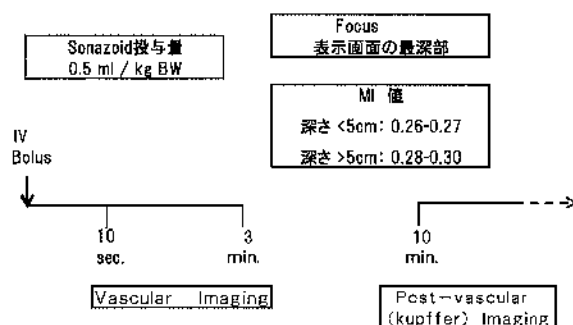 Sonazoid投与量
0.5 ml / kg BW
Focus
表示画面の最深部
MI 値
深さ <5cm: 0.26-0.27
深さ >5cm: 0.28-0.30
IV
Bolus
10
sec.
3
min.
10
min.
Vascular Imaging
Post-vascular
(kupffer) Imaging